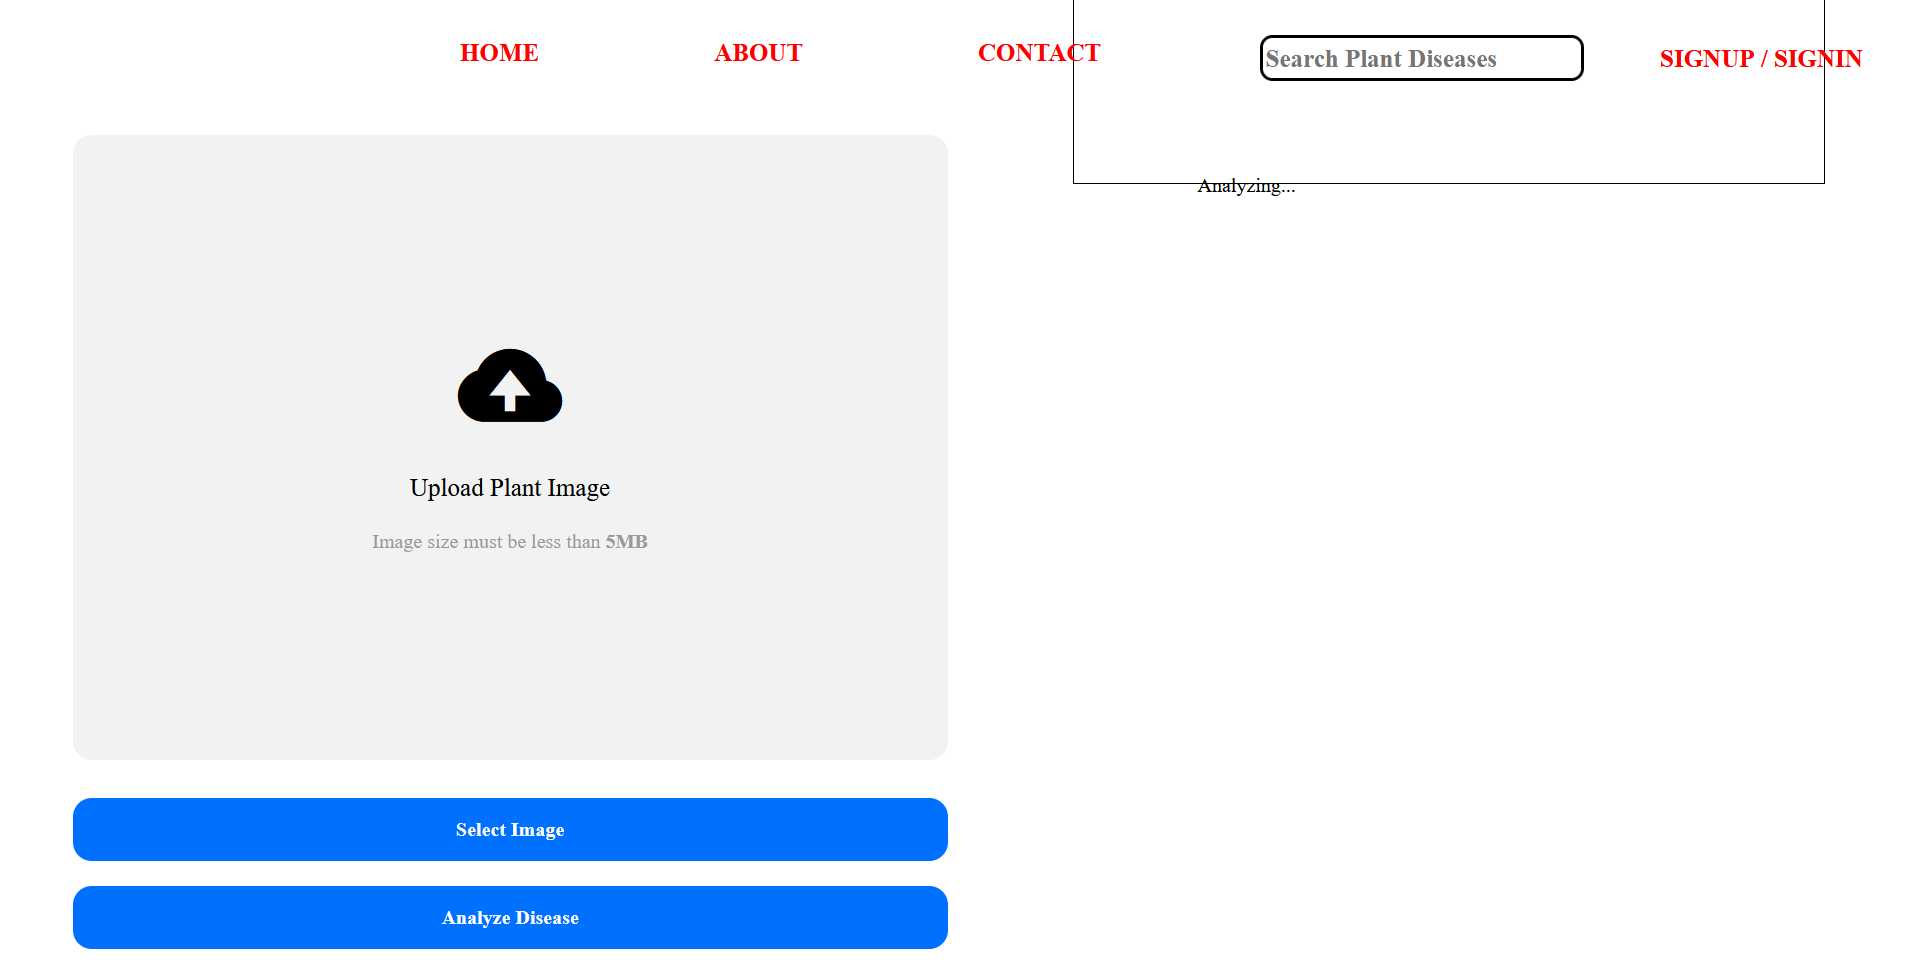 HOME ABOUT CONTACT Search Plant Diseases SIGNUP / SIGNIN
Analyzing...
Upload Plant Image
Image size must be less than 5MB
Select Image
Analyze Disease